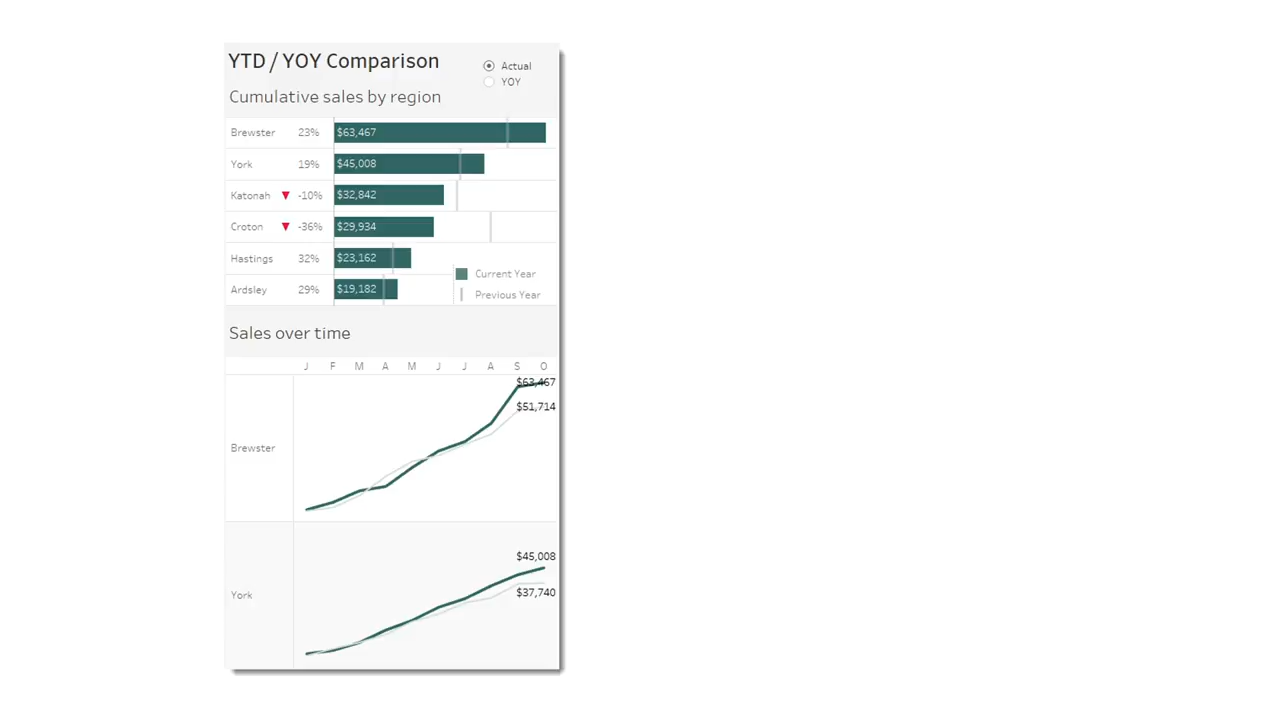 YTD / YOY Comparison
Actual
YOY
Cumulative sales by region
Brewster 23% $63,467
York 19% $45,008
Katonah ▼ -10% $32,842
Croton ▼ -36% $29,934
Hastings 32% $23,162
Current Year
Ardsley 29% $19,182
Previous Year
Sales over time
J F M A M J J A S O
$63,467
$51,714
Brewster
$45,008
$37,740
York